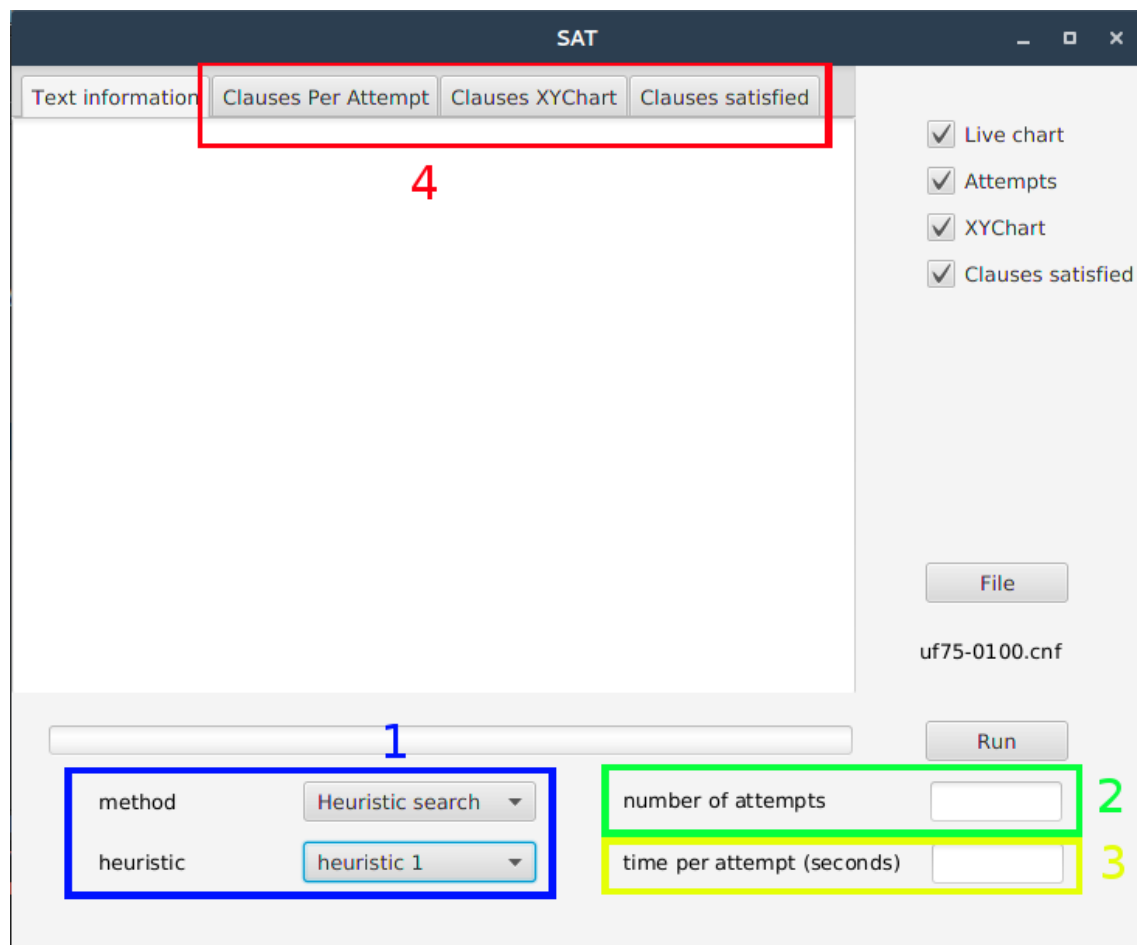 SAT
Text information Clauses Per Attempt Clauses XYChart Clauses satisfied
4
Live chart
Attempts
XYChart
Clauses satisfied
File
uf75-0100.cnf
1
Run
method Heuristic search number of attempts 2
heuristic heuristic 1 time per attempt (seconds) 3